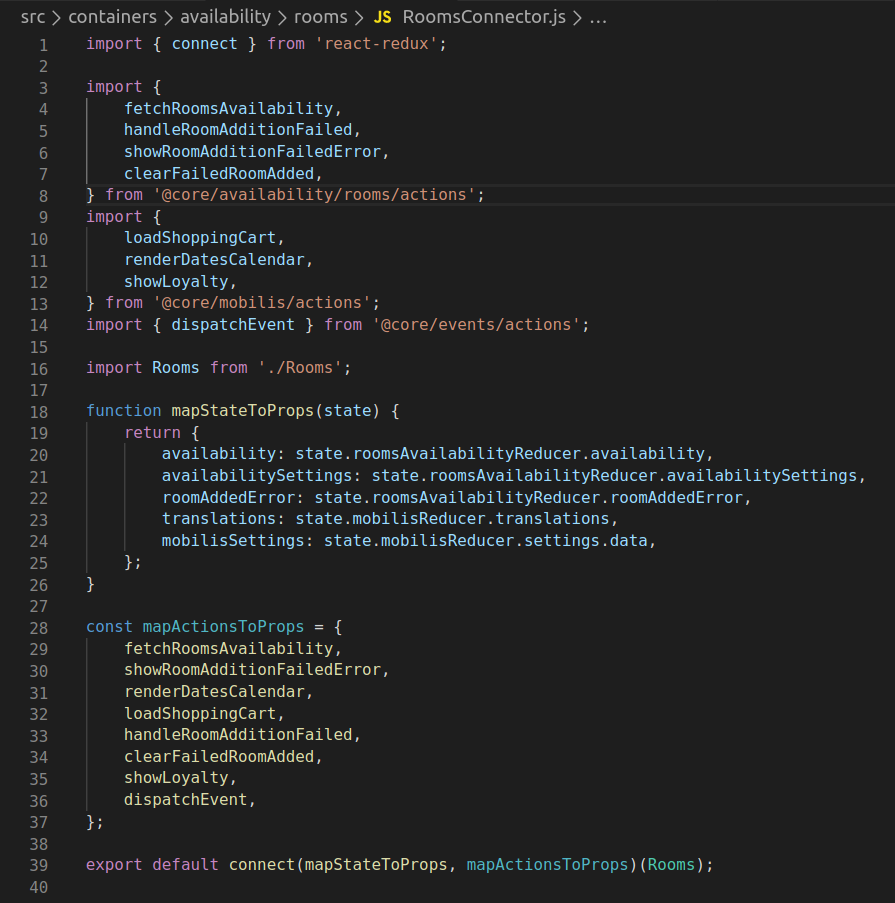 src > containers > availability > rooms > JS RoomsConnector.js > ...
1 import { connect } from 'react-redux';
2
3 import {
4     fetchRoomsAvailability,
5     handleRoomAdditionFailed,
6     showRoomAdditionFailedError,
7     clearFailedRoomAdded,
8 } from '@core/availability/rooms/actions';
9 import {
10     loadShoppingCart,
11     renderDatesCalendar,
12     showLoyalty,
13 } from '@core/mobilis/actions';
14 import { dispatchEvent } from '@core/events/actions';
15
16 import Rooms from './Rooms';
17
18 function mapStateToProps(state) {
19     return {
20         availability: state.roomsAvailabilityReducer.availability,
21         availabilitySettings: state.roomsAvailabilityReducer.availabilitySettings,
22         roomAddedError: state.roomsAvailabilityReducer.roomAddedError,
23         translations: state.mobilisReducer.translations,
24         mobilisSettings: state.mobilisReducer.settings.data,
25     };
26 }
27
28 const mapActionsToProps = {
29     fetchRoomsAvailability,
30     showRoomAdditionFailedError,
31     renderDatesCalendar,
32     loadShoppingCart,
33     handleRoomAdditionFailed,
34     clearFailedRoomAdded,
35     showLoyalty,
36     dispatchEvent,
37 };
38
39 export default connect(mapStateToProps, mapActionsToProps)(Rooms);
40